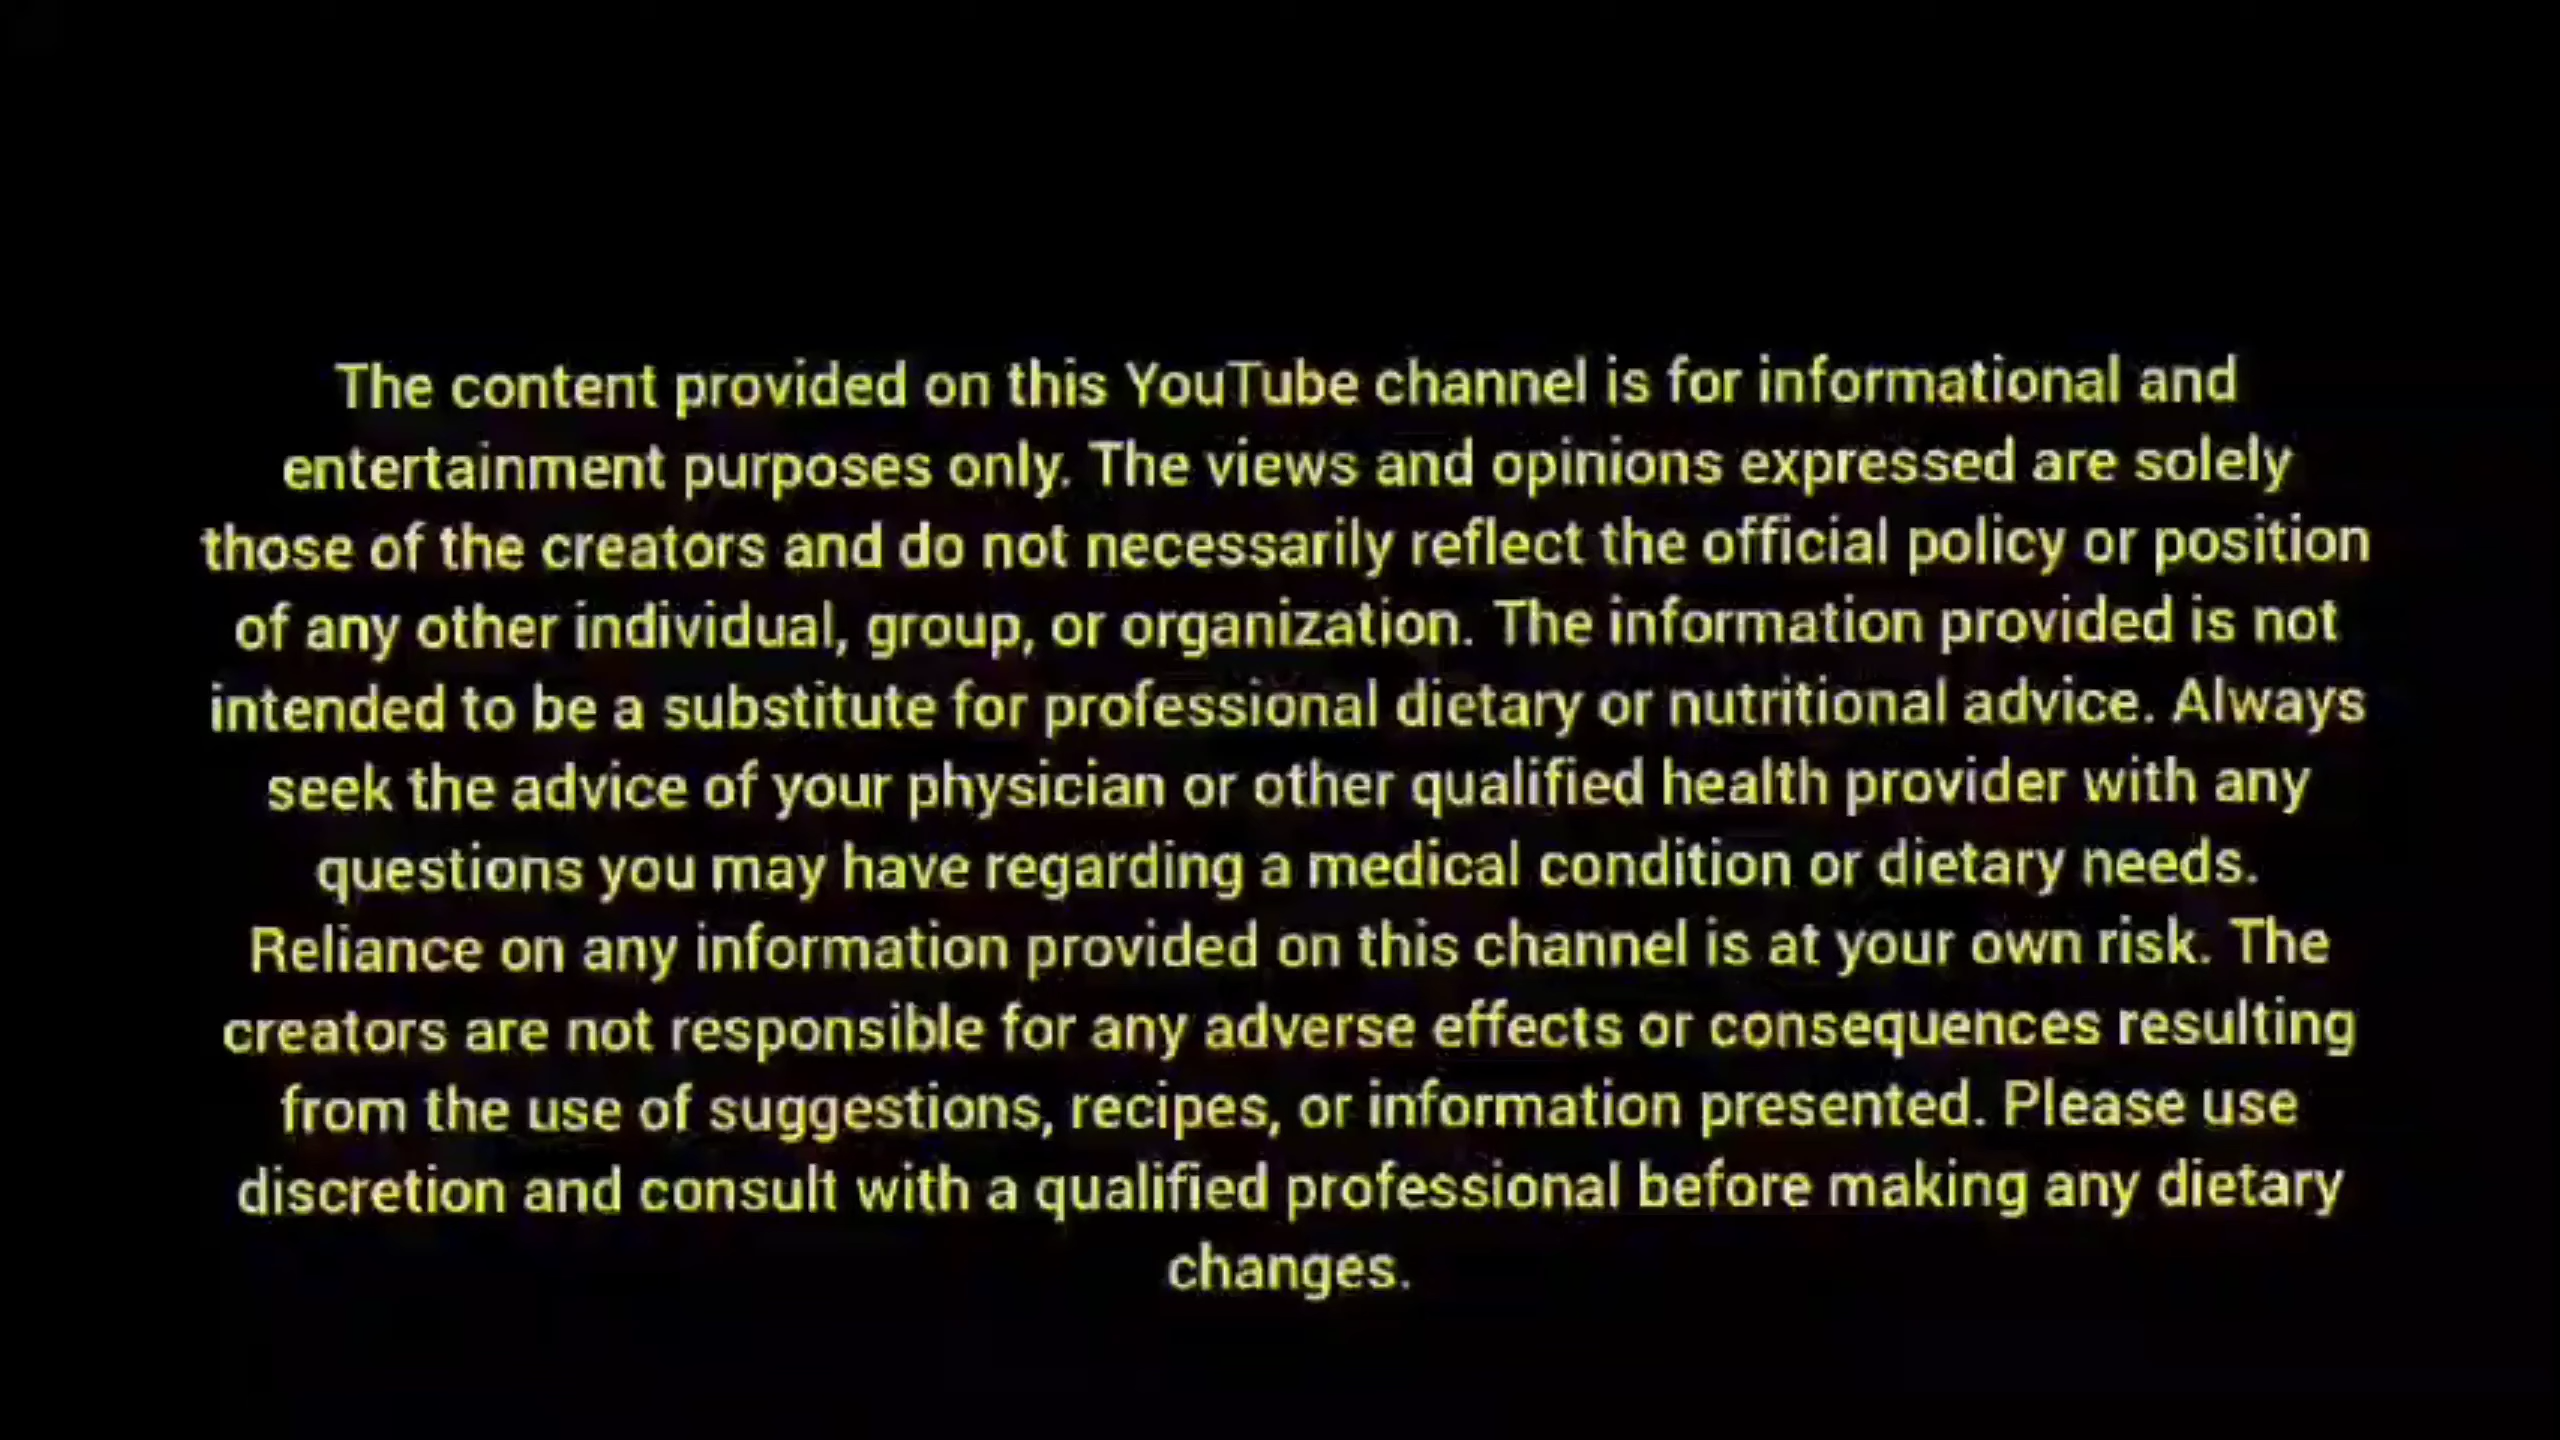 The content provided on this YouTube channel is for informational and
entertainment purposes only. The views and opinions expressed are solely
those of the creators and do not necessarily reflect the official policy or position
of any other individual, group, or organization. The information provided is not
intended to be a substitute for professional dietary or nutritional advice. Always
seek the advice of your physician or other qualified health provider with any
questions you may have regarding a medical condition or dietary needs.
Reliance on any information provided on this channel is at your own risk. The
creators are not responsible for any adverse effects or consequences resulting
from the use of suggestions, recipes, or information presented. Please use
discretion and consult with a qualified professional before making any dietary
changes.